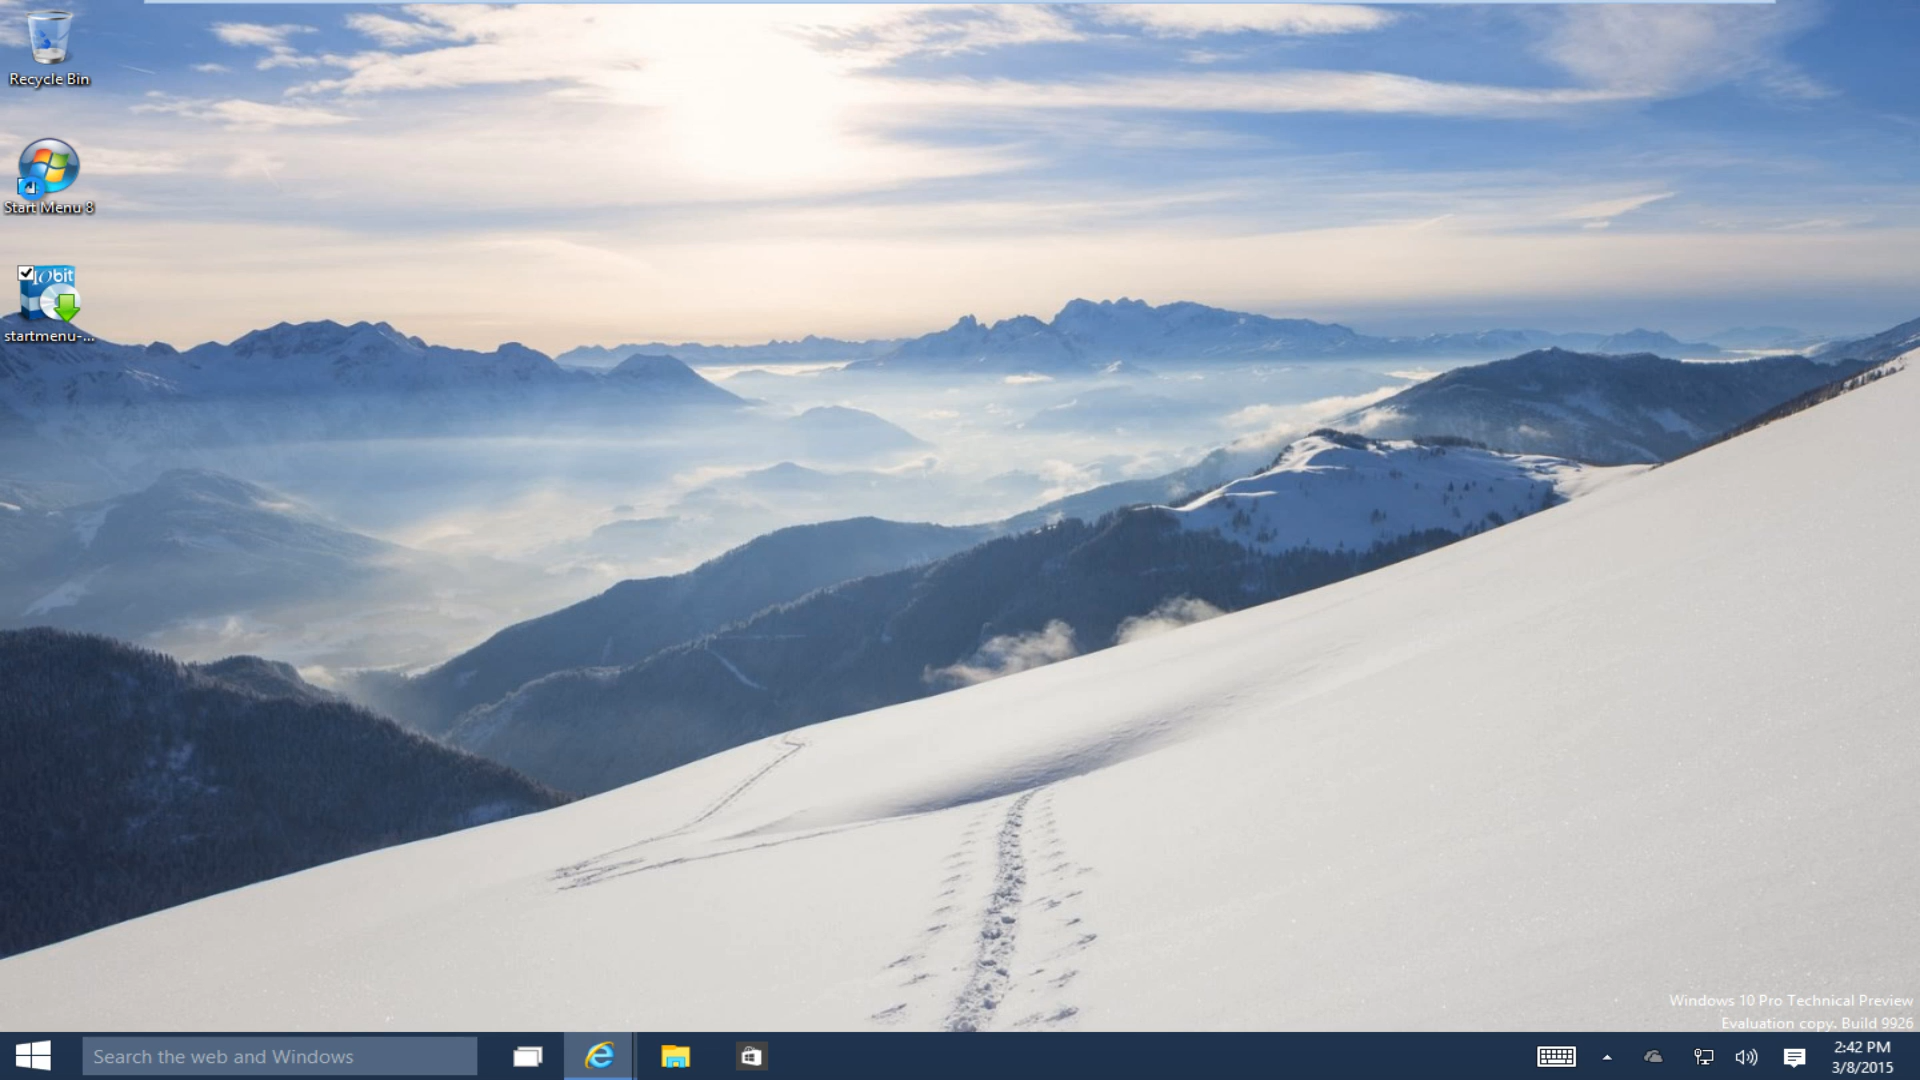 Recycle Bin
Start Menu 8
IObit
startmenu-...
Windows 10 Pro Technical Preview
Evaluation copy. Build 9926
Search the web and Windows
2:42 PM
3/8/2015